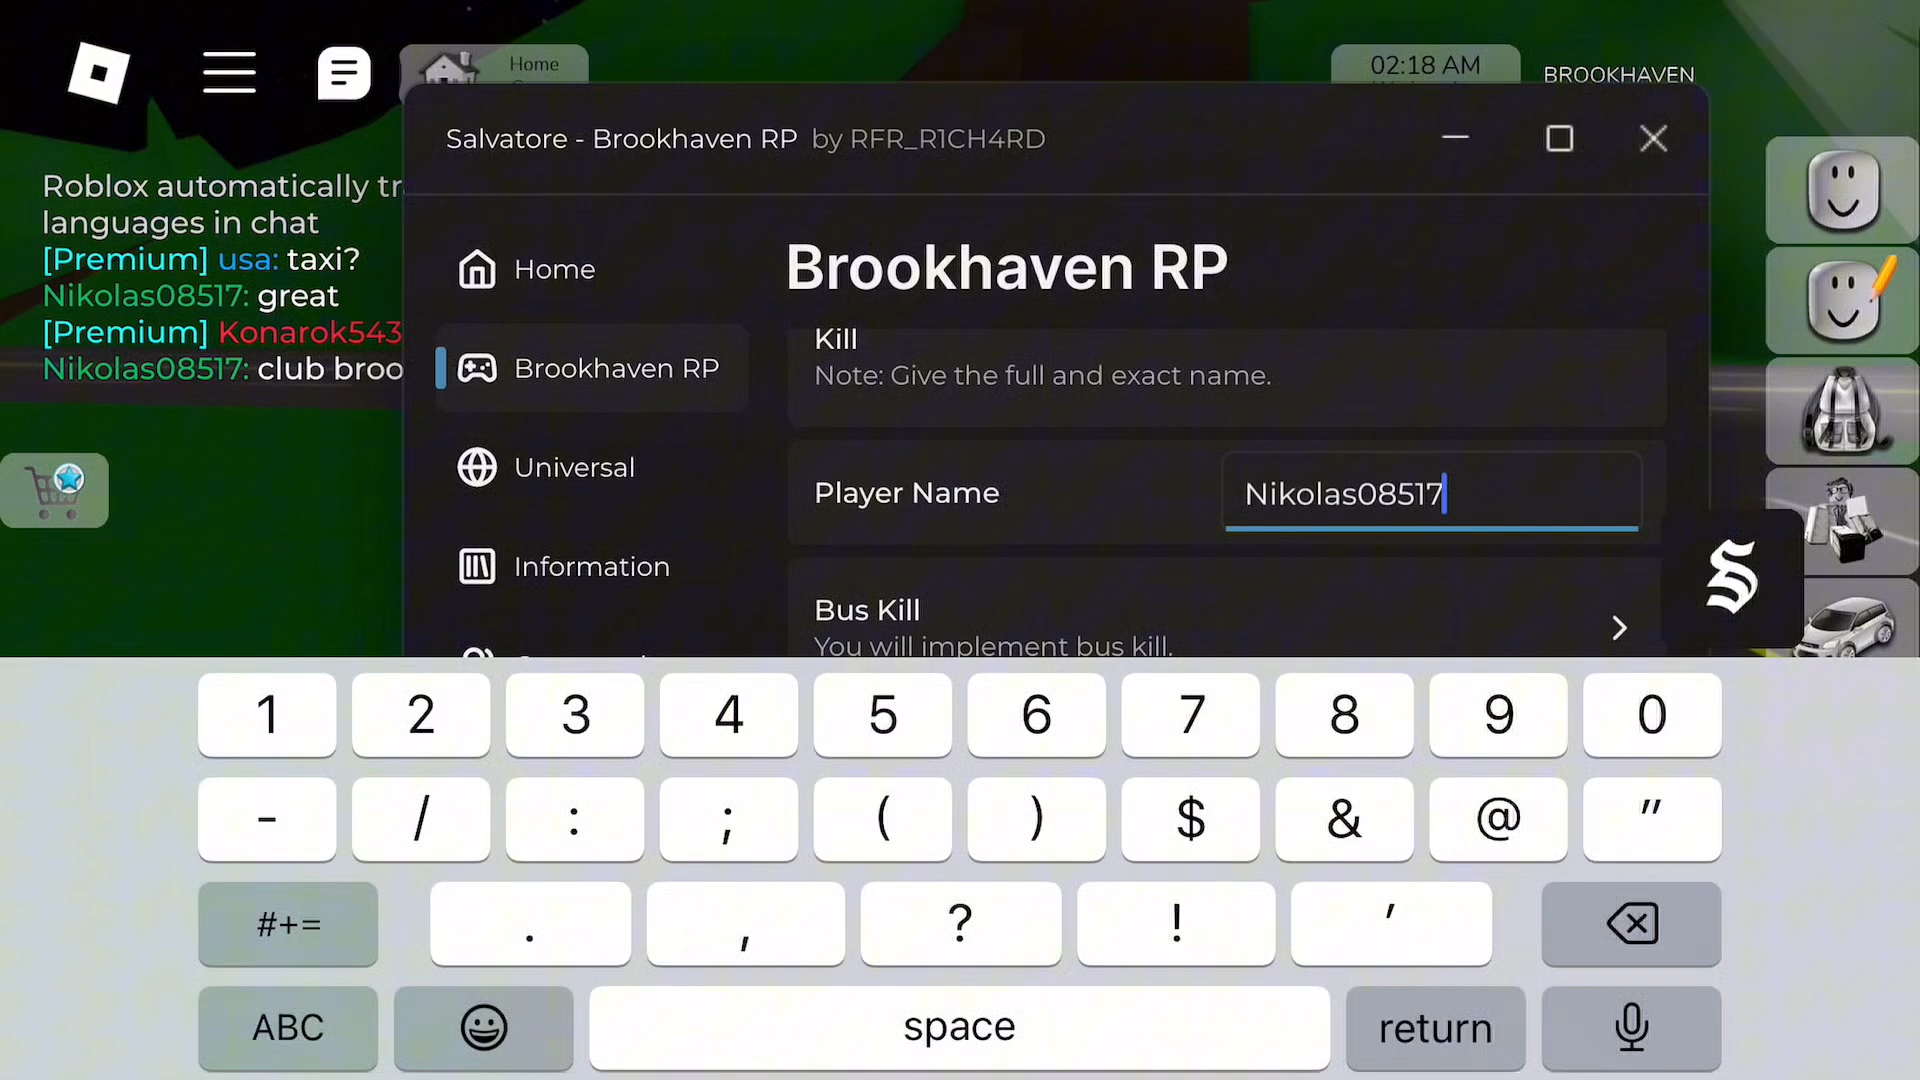 Home
02:18 AM
BROOKHAVEN
Salvatore - Brookhaven RP by RFR_R1CH4RD
Roblox automatically tr
languages in chat
[Premium] usa: taxi?
Nikolas08517: great
[Premium] Konarok543
Nikolas08517: club broo
Home
Brookhaven RP
Universal
Information
Brookhaven RP
Kill
Note: Give the full and exact name.
Player Name
Nikolas08517
Bus Kill
You will implement bus kill.
1 2 3 4 5 6 7 8 9 0
- / : ; ( ) $ & @ "
#+= . , ? ! '
ABC space return